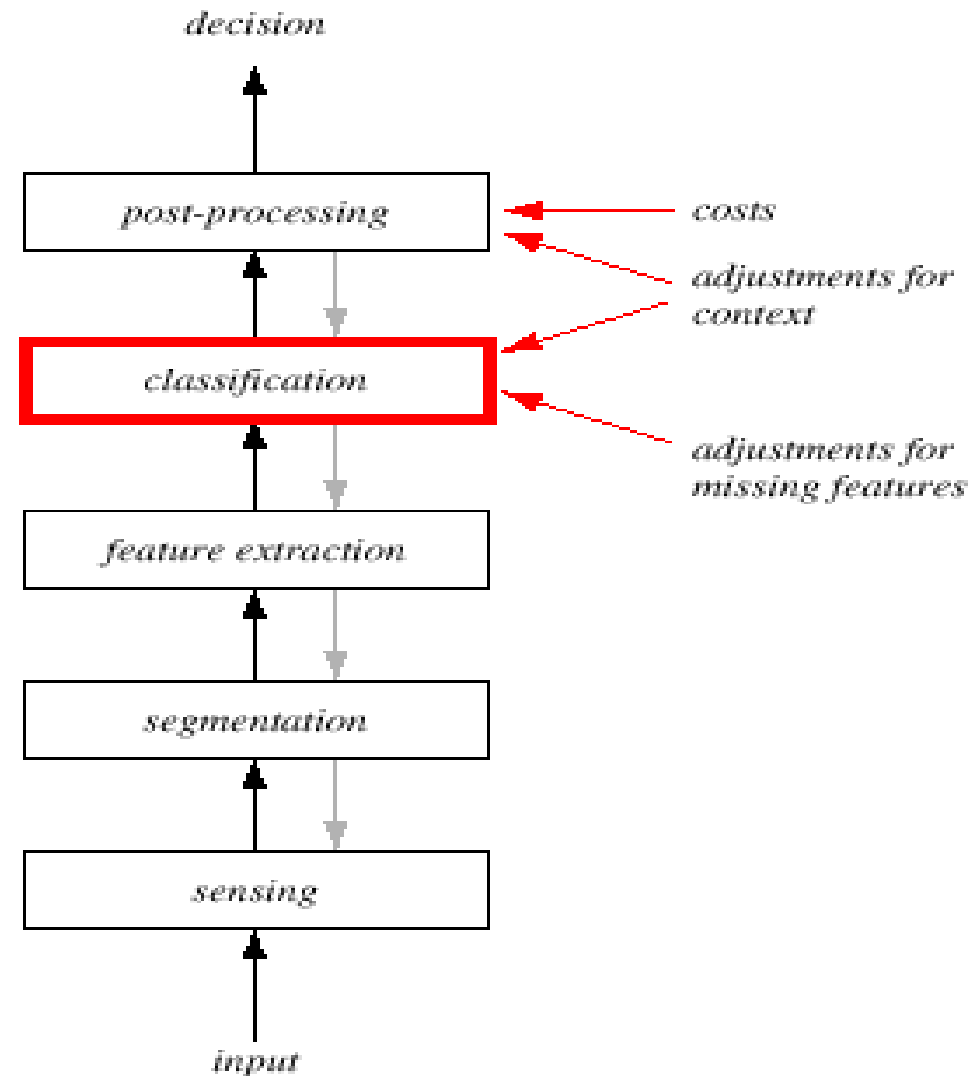 decision
post-processing
costs
adjustments for
context
classification
adjustments for
missing features
feature extraction
segmentation
sensing
input